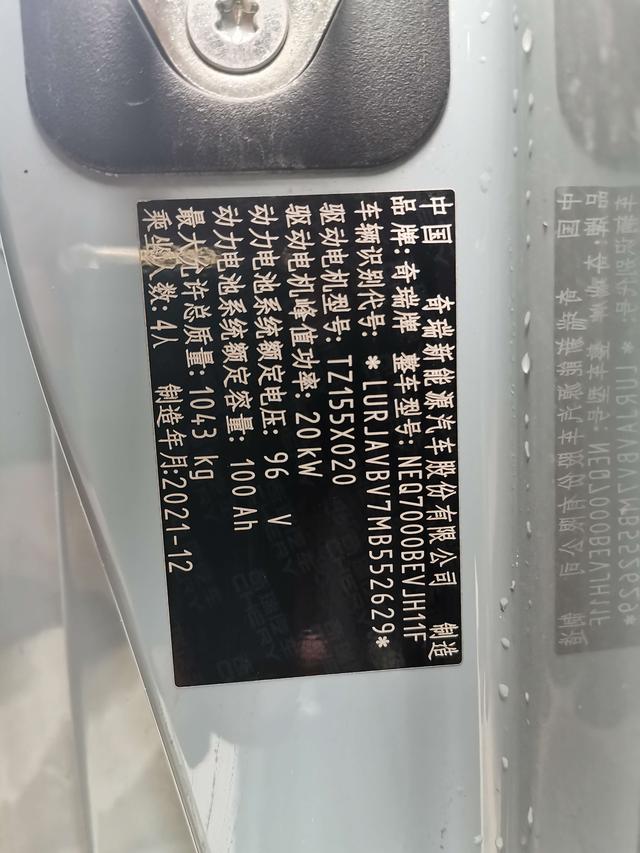 中国 奇瑞新能源汽车股份有限公司 制造
品牌:奇瑞牌 整车型号:NEQ7000BEVJH11F
车辆识别代号:*LURJAVBV7MB552629*
驱动电机型号:TZ155X020
驱动电机峰值功率:20kW
动力电池系统额定电压:96 V
动力电池系统额定容量:100Ah
最大允许总质量:1043 kg
乘坐人数:4人 制造年月:2021-12